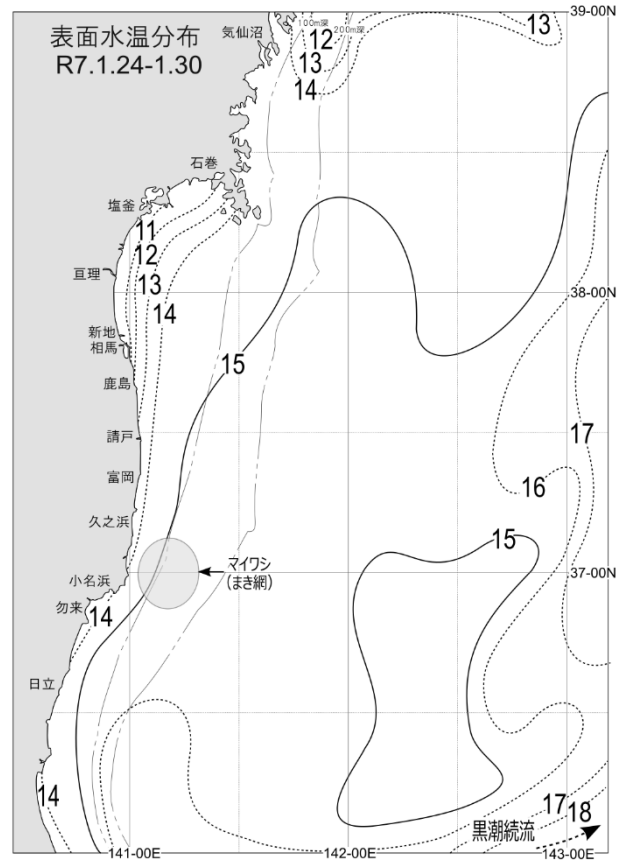 表面水温分布
R7.1.24-1.30
気仙沼
100m深
200m深
12
13
14
13
39-00N
石巻
塩釜
11
12
13
14
亘理
38-00N
新地
相馬
15
鹿島
請戸
17
富岡
16
久之浜
15
マイワシ
(まき網)
37-00N
小名浜
勿来
14
日立
14
17
18
黒潮続流
141-00E
142-00E
143-00E